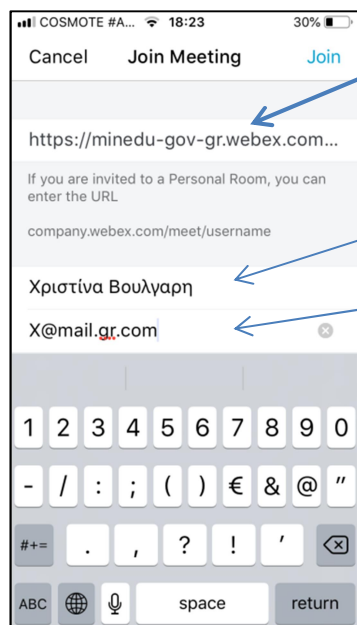 COSMOTE #A... 18:23 30%
Cancel Join Meeting Join
https://minedu-gov-gr.webex.com...
If you are invited to a Personal Room, you can
enter the URL
company.webex.com/meet/username
Χριστίνα Βουλγαρη
X@mail.gr.com
1 2 3 4 5 6 7 8 9 0
- / : ; ( ) € & @ "
#+= . , ? ! '
ABC space return